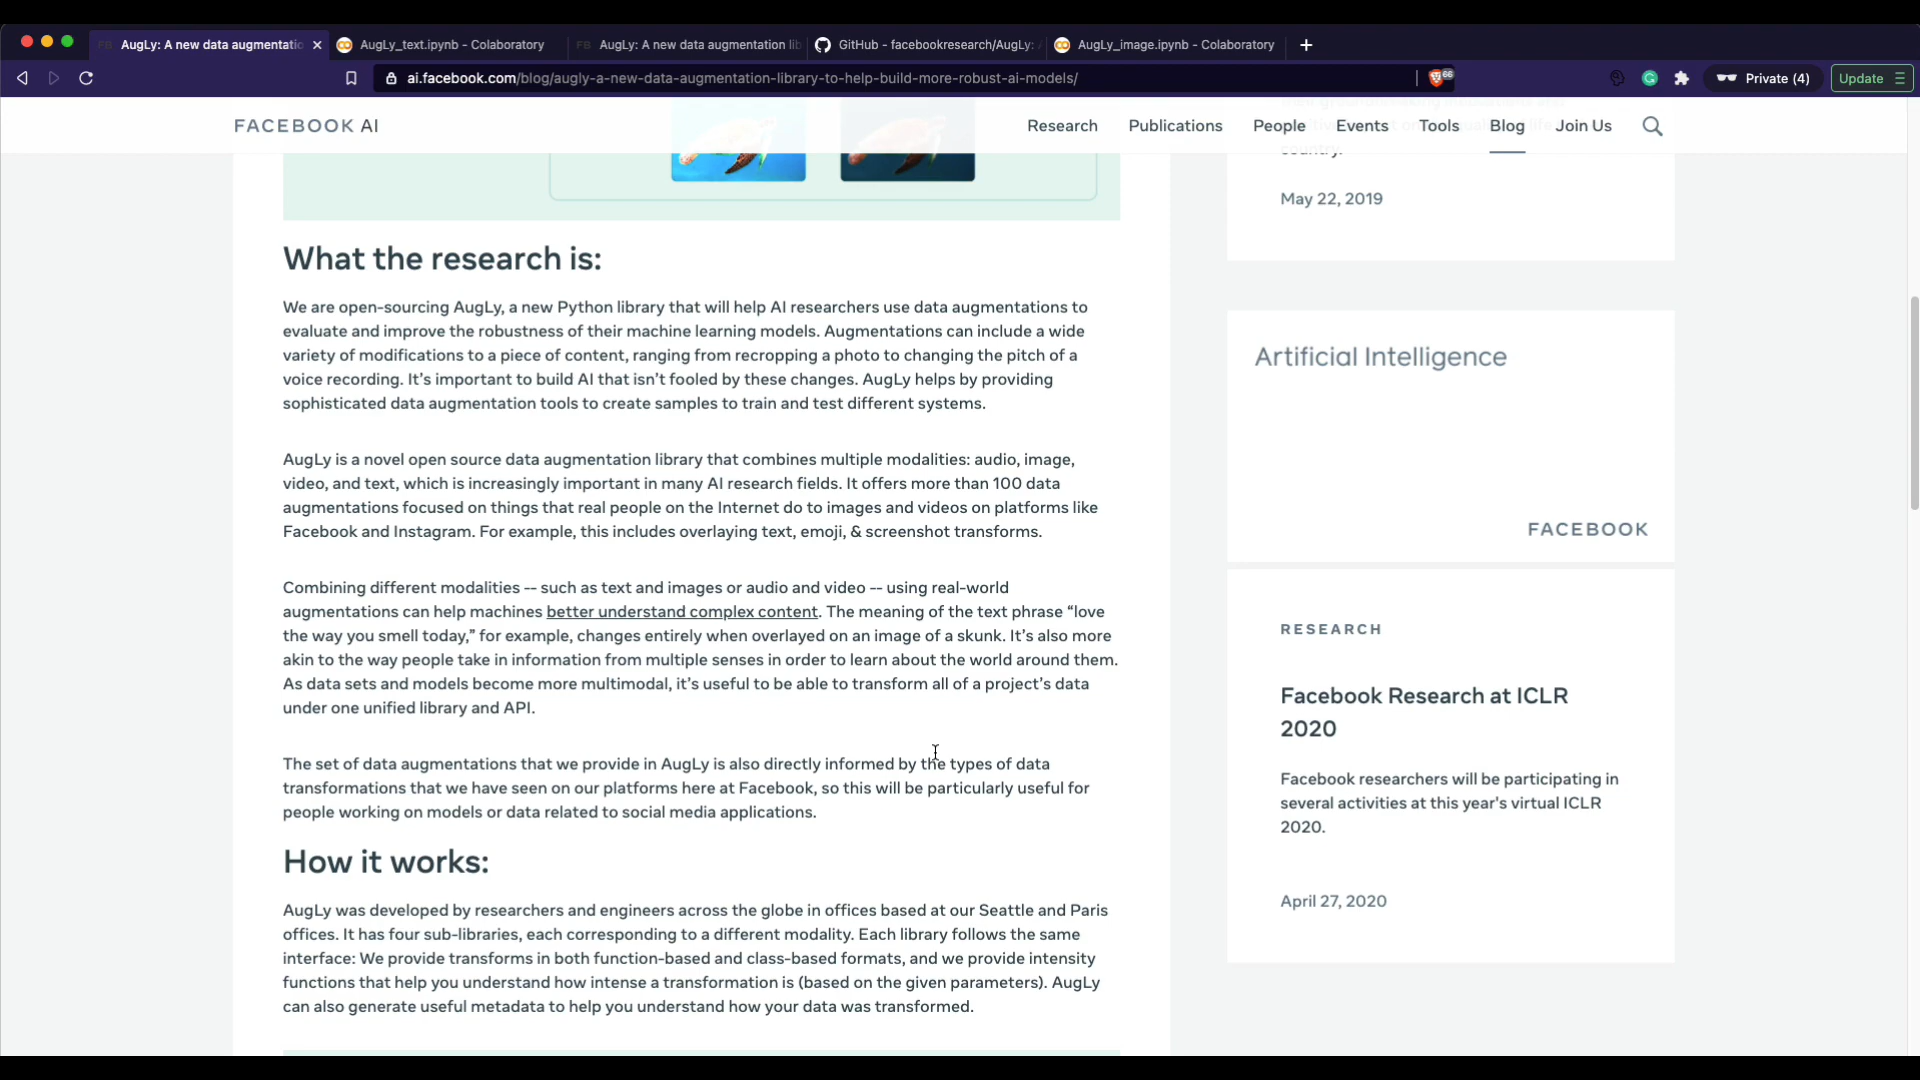 AugLy: A new data augmentatio
AugLy_text.ipynb - Colaboratory
AugLy: A new data augmentation lib
GitHub - facebookresearch/AugLy:
AugLy_image.ipynb - Colaboratory
ai.facebook.com/blog/augly-a-new-data-augmentation-library-to-help-build-more-robust-ai-models/
66
Private (4)
Update
FACEBOOK AI
Research
Publications
People
Events
Tools
Blog
Join Us
country.
May 22, 2019
What the research is:
We are open-sourcing AugLy, a new Python library that will help AI researchers use data augmentations to
evaluate and improve the robustness of their machine learning models. Augmentations can include a wide
variety of modifications to a piece of content, ranging from recropping a photo to changing the pitch of a
voice recording. It’s important to build AI that isn’t fooled by these changes. AugLy helps by providing
sophisticated data augmentation tools to create samples to train and test different systems.
AugLy is a novel open source data augmentation library that combines multiple modalities: audio, image,
video, and text, which is increasingly important in many AI research fields. It offers more than 100 data
augmentations focused on things that real people on the Internet do to images and videos on platforms like
Facebook and Instagram. For example, this includes overlaying text, emoji, & screenshot transforms.
Combining different modalities -- such as text and images or audio and video -- using real-world
augmentations can help machines better understand complex content. The meaning of the text phrase “love
the way you smell today,” for example, changes entirely when overlayed on an image of a skunk. It’s also more
akin to the way people take in information from multiple senses in order to learn about the world around them.
As data sets and models become more multimodal, it’s useful to be able to transform all of a project’s data
under one unified library and API.
The set of data augmentations that we provide in AugLy is also directly informed by the types of data
transformations that we have seen on our platforms here at Facebook, so this will be particularly useful for
people working on models or data related to social media applications.
How it works:
AugLy was developed by researchers and engineers across the globe in offices based at our Seattle and Paris
offices. It has four sub-libraries, each corresponding to a different modality. Each library follows the same
interface: We provide transforms in both function-based and class-based formats, and we provide intensity
functions that help you understand how intense a transformation is (based on the given parameters). AugLy
can also generate useful metadata to help you understand how your data was transformed.
Artificial Intelligence
FACEBOOK
RESEARCH
Facebook Research at ICLR
2020
Facebook researchers will be participating in
several activities at this year's virtual ICLR
2020.
April 27, 2020